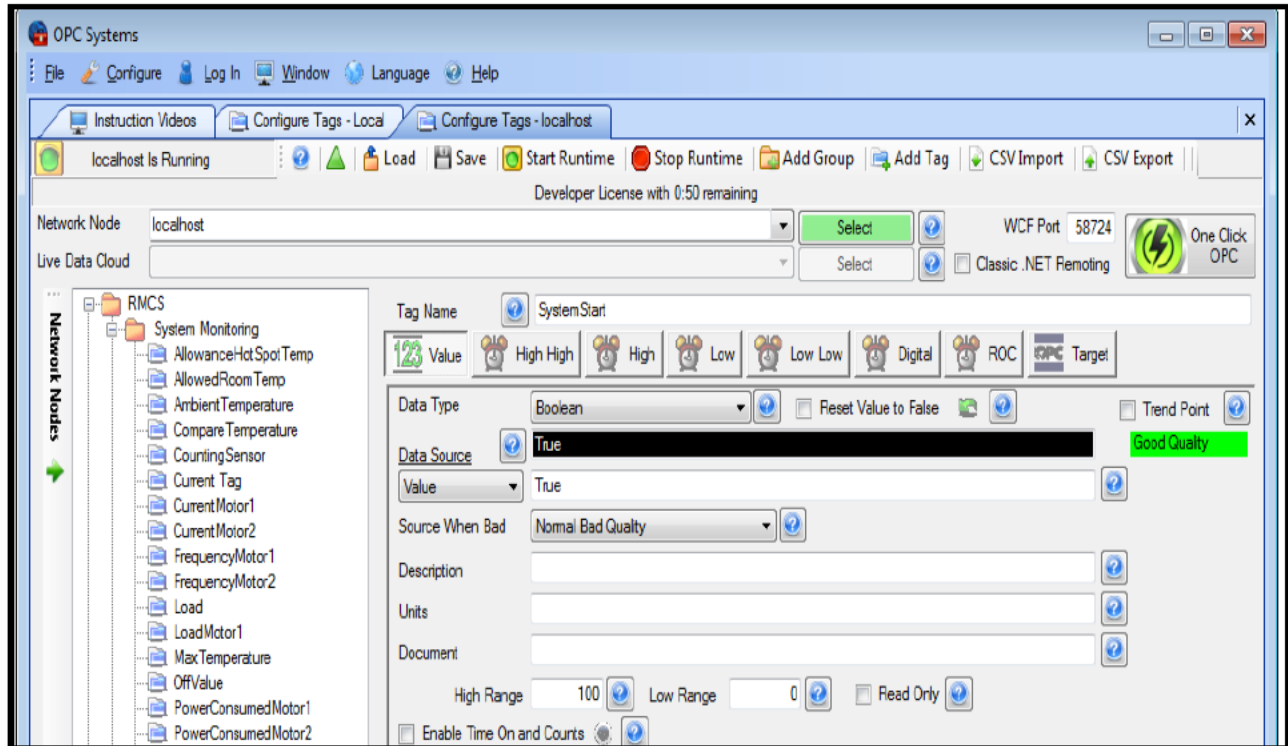 OPC Systems
File Configure Log In Window Language Help
Instruction Videos Configure Tags - Local Configure Tags - localhost
localhost Is Running Load Save Start Runtime Stop Runtime Add Group Add Tag CSV Import CSV Export
Developer License with 0:50 remaining
Network Node localhost Select WCF Port 58724 One Click OPC
Live Data Cloud Select Classic .NET Remoting
Network Nodes
RMCS
System Monitoring
AllowanceHotSpotTemp
AllowedRoomTemp
AmbientTemperature
CompareTemperature
CountingSensor
Current Tag
CurrentMotor1
CurrentMotor2
FrequencyMotor1
FrequencyMotor2
Load
LoadMotor1
MaxTemperature
OffValue
PowerConsumedMotor1
PowerConsumedMotor2
Tag Name SystemStart
123 Value High High High Low Low Low Digital ROC OPC Target
Data Type Boolean Reset Value to False Trend Point
Data Source True Good Quality
Value True
Source When Bad Normal Bad Quality
Description
Units
Document
High Range 100 Low Range 0 Read Only
Enable Time On and Counts